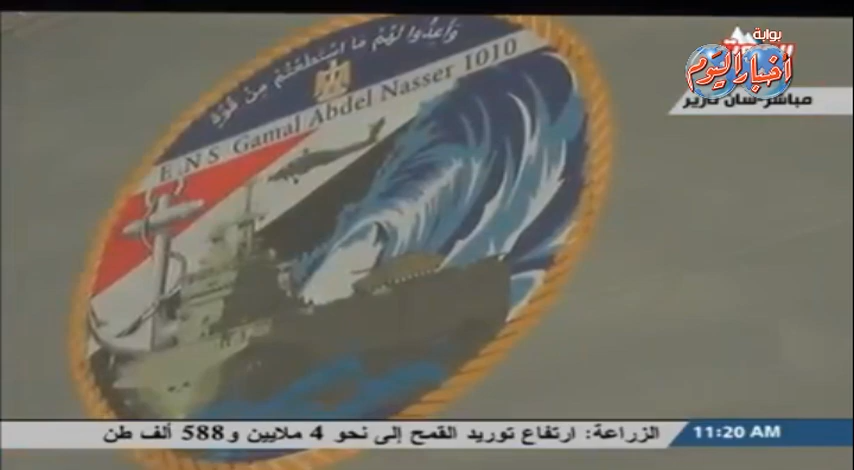 بوابة
أخبار اليوم
مباشر-سان نازير
وَأَعِدُّوا لَهُمْ مَا اسْتَطَعْتُمْ مِنْ قُوَّةٍ
E.N.S Gamal Abdel Nasser 1010
الزراعة: ارتفاع توريد القمح إلى نحو 4 ملايين و588 ألف طن
11:20 AM